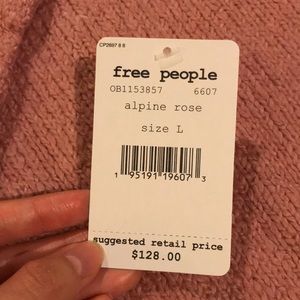 CP2697 8 8
free people
OB1153857 6607
alpine rose
size L
1 95191 19607 3
suggested retail price
$128.00